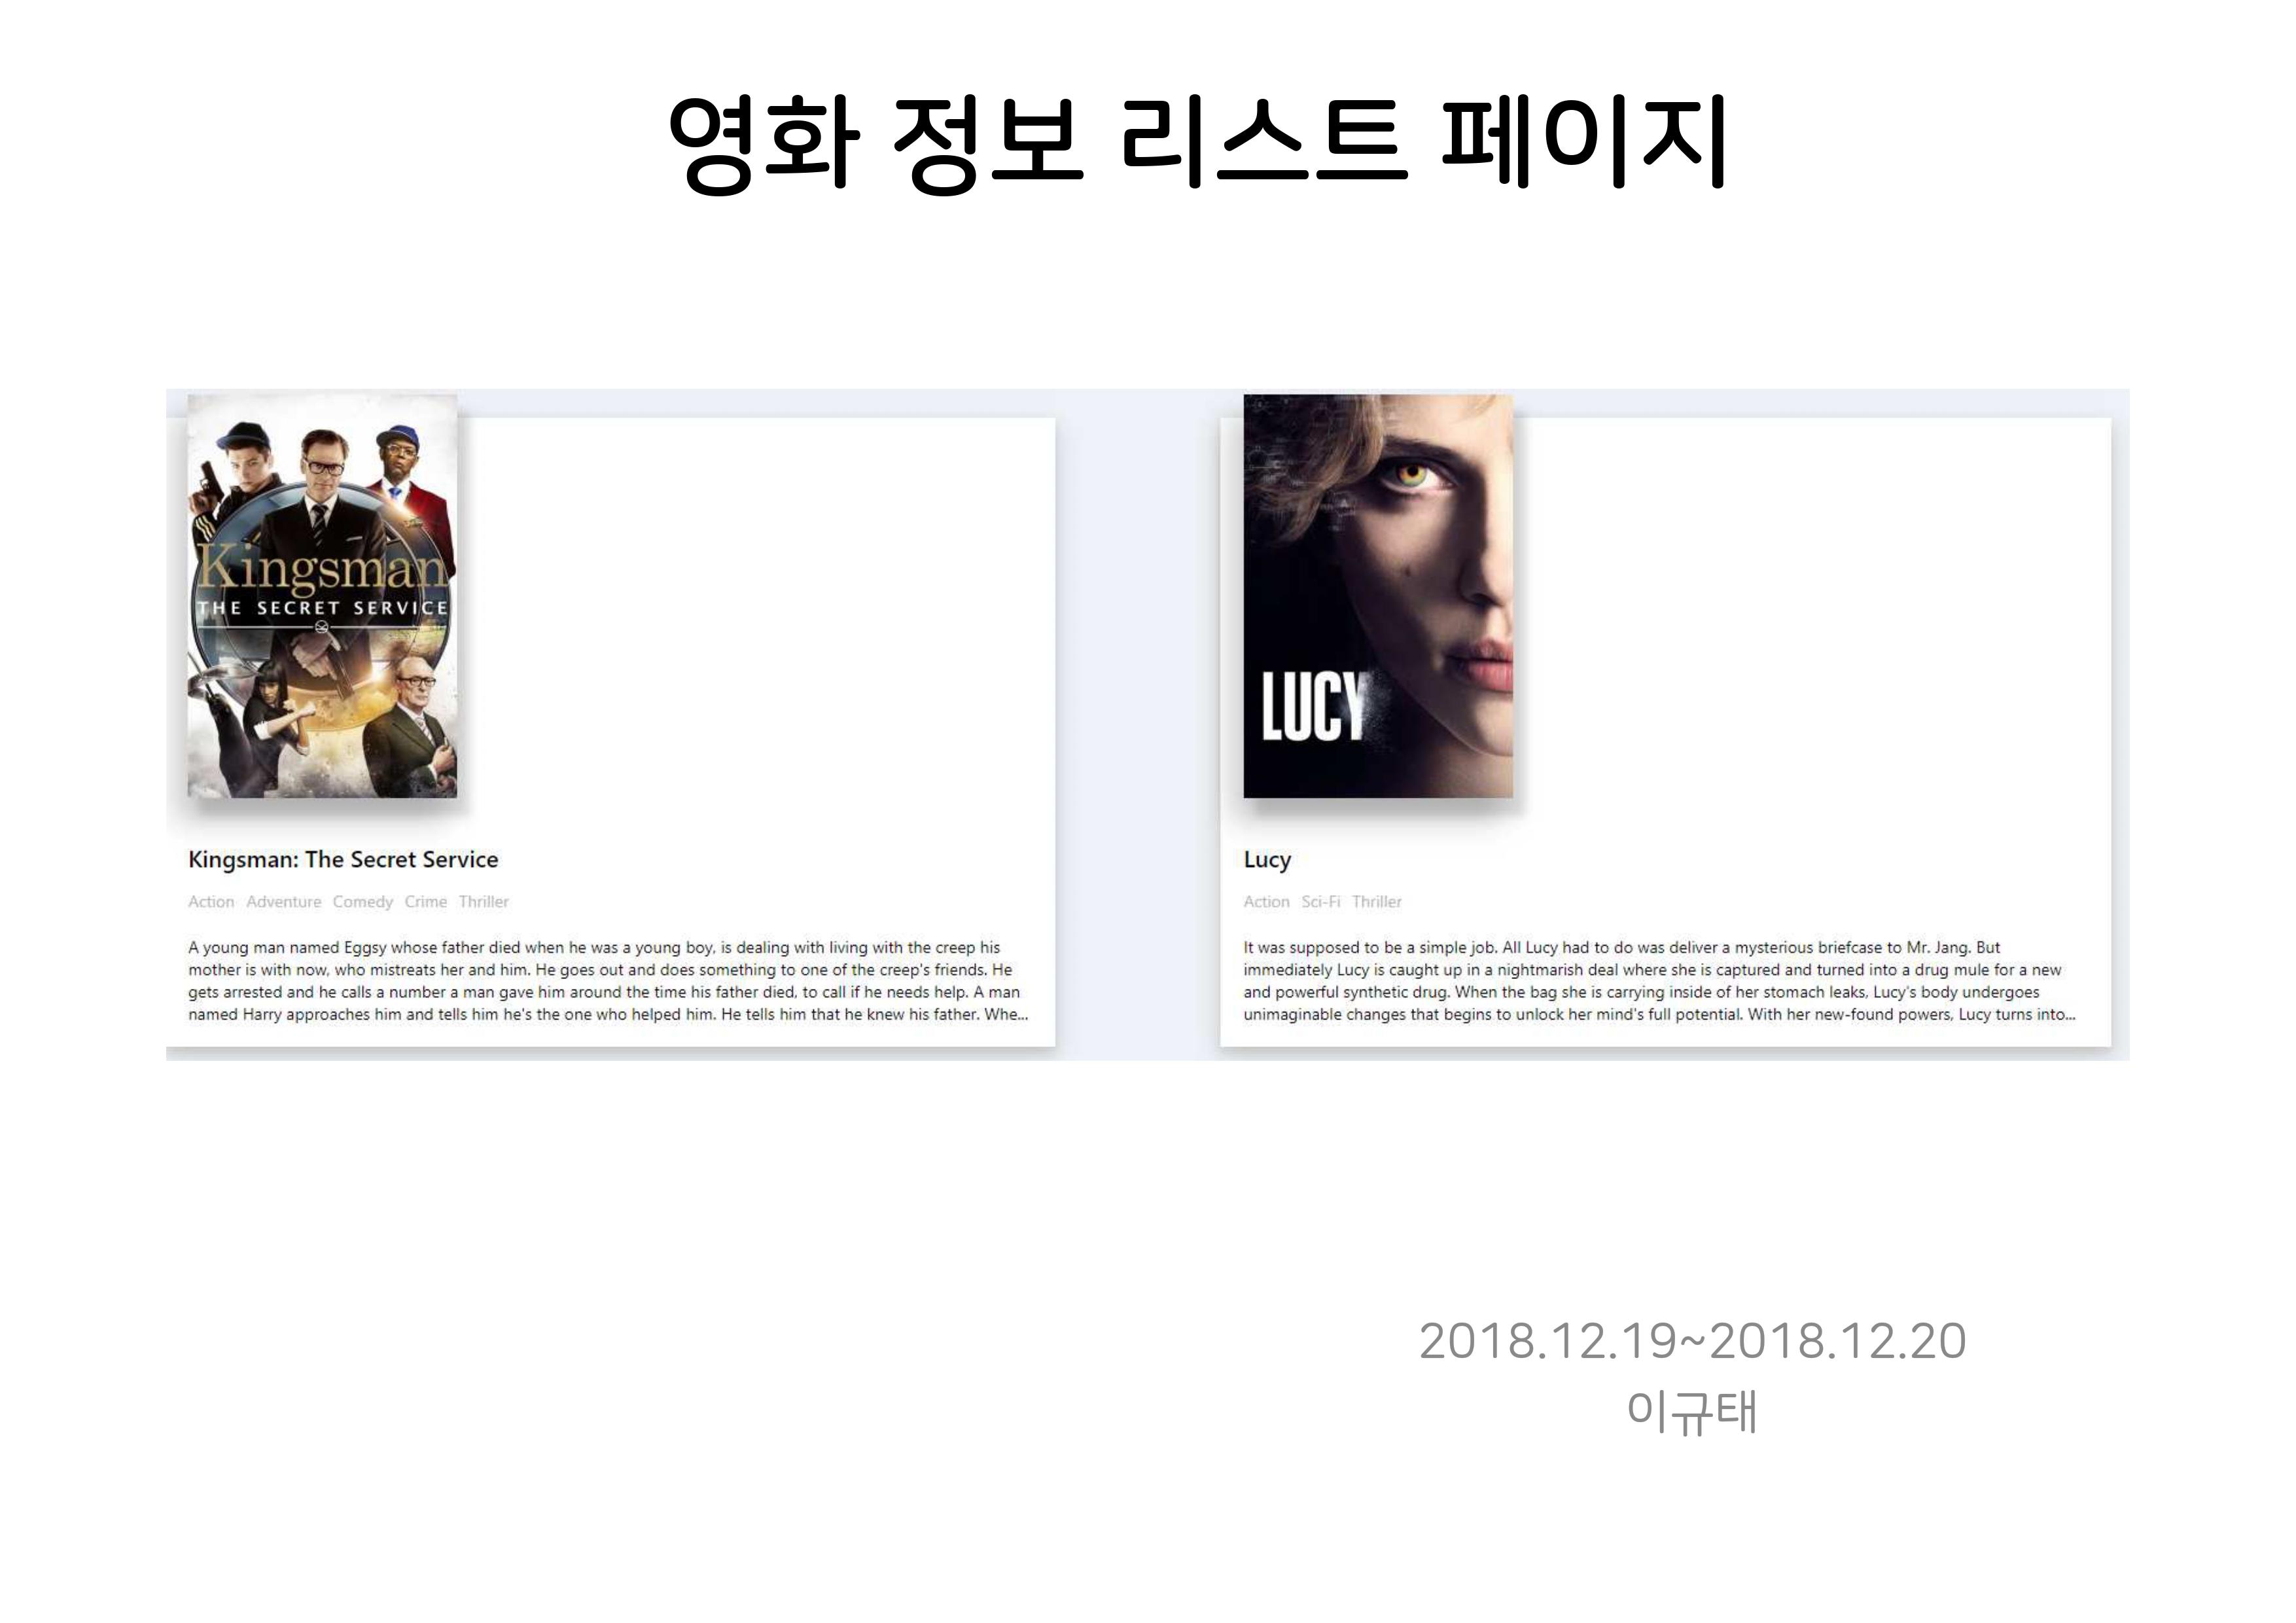 영화 정보 리스트 페이지
Kingsman
THE SECRET SERVICE
Kingsman: The Secret Service
Action Adventure Comedy Crime Thriller
A young man named Eggsy whose father died when he was a young boy, is dealing with living with the creep his
mother is with now, who mistreats her and him. He goes out and does something to one of the creep's friends. He
gets arrested and he calls a number a man gave him around the time his father died, to call if he needs help. A man
named Harry approaches him and tells him he's the one who helped him. He tells him that he knew his father. Whe...
LUCY
Lucy
Action Sci-Fi Thriller
It was supposed to be a simple job. All Lucy had to do was deliver a mysterious briefcase to Mr. Jang. But
immediately Lucy is caught up in a nightmarish deal where she is captured and turned into a drug mule for a new
and powerful synthetic drug. When the bag she is carrying inside of her stomach leaks, Lucy's body undergoes
unimaginable changes that begins to unlock her mind's full potential. With her new-found powers, Lucy turns into...
2018.12.19~2018.12.20
이규태